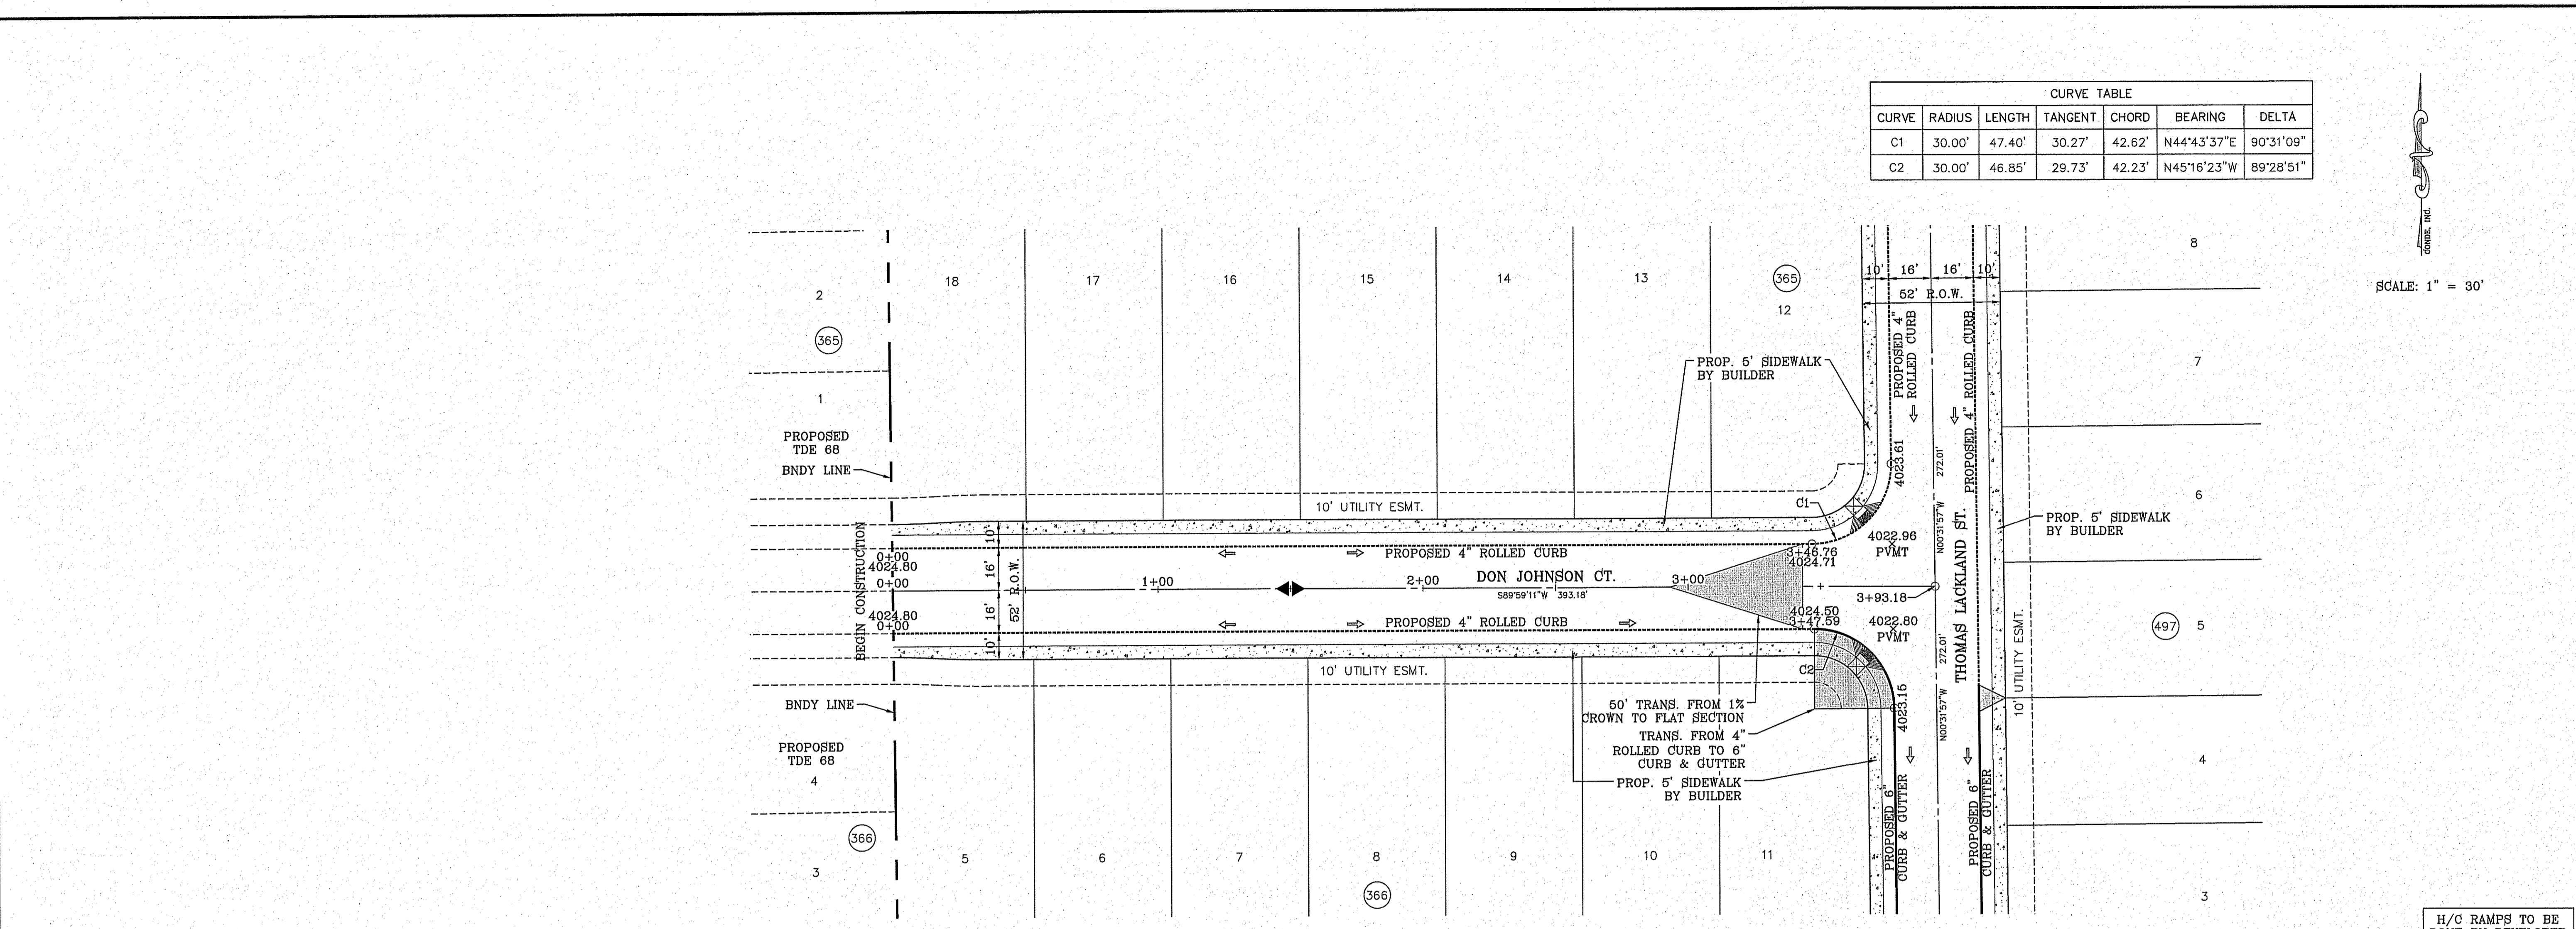 CURVE TABLE
CURVE RADIUS LENGTH TANGENT CHORD BEARING DELTA
C1 30.00' 47.40' 30.27' 42.62' N44°43'37"E 90°31'09"
C2 30.00' 46.85' 29.73' 42.23' N45°16'23"W 89°28'51"
CONDE, INC.
SCALE: 1" = 30'
2
365
1
PROPOSED
TDE 68
BNDY LINE
18
17
16
15
14
13
365
12
10' 16' 16' 10'
52' R.O.W.
8
7
6
497
5
4
3
PROP. 5' SIDEWALK
BY BUILDER
PROPOSED 4"
ROLLED CURB
PROPOSED 4" ROLLED CURB
4023.61
272.01'
N00°31'57"W
THOMAS LACKLAND ST.
PROP. 5' SIDEWALK
BY BUILDER
10' UTILITY ESMT.
10' UTILITY ESMT.
C1
4022.96
PVMT
BEGIN CONSTRUCTION
0+00
4024.80
0+00
4024.80
0+00
10'
16'
16'
10'
52' R.O.W.
PROPOSED 4" ROLLED CURB
3+46.76
4024.71
1+00
2+00
DON JOHNSON CT.
3+00
S89°59'11"W 393.18'
3+93.18
PROPOSED 4" ROLLED CURB
4024.50
3+47.59
4022.80
PVMT
10' UTILITY ESMT.
C2
272.01'
N00°31'57"W
4023.15
50' TRANS. FROM 1%
CROWN TO FLAT SECTION
TRANS. FROM 4"
ROLLED CURB TO 6"
CURB & GUTTER
PROP. 5' SIDEWALK
BY BUILDER
PROPOSED 6"
CURB & GUTTER
PROPOSED 6"
CURB & GUTTER
BNDY LINE
PROPOSED
TDE 68
4
366
3
5
6
7
8
9
10
11
366
H/C RAMPS TO BE
DONE BY DEVELOPER